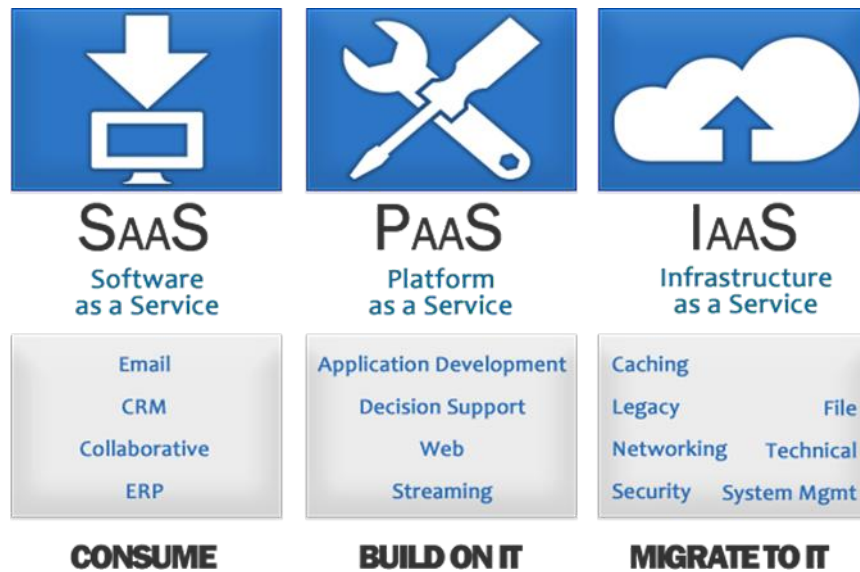 SaaS
Software
as a Service
Email
CRM
Collaborative
ERP
CONSUME
PaaS
Platform
as a Service
Application Development
Decision Support
Web
Streaming
BUILD ON IT
IaaS
Infrastructure
as a Service
Caching
Legacy File
Networking Technical
Security System Mgmt
MIGRATE TO IT